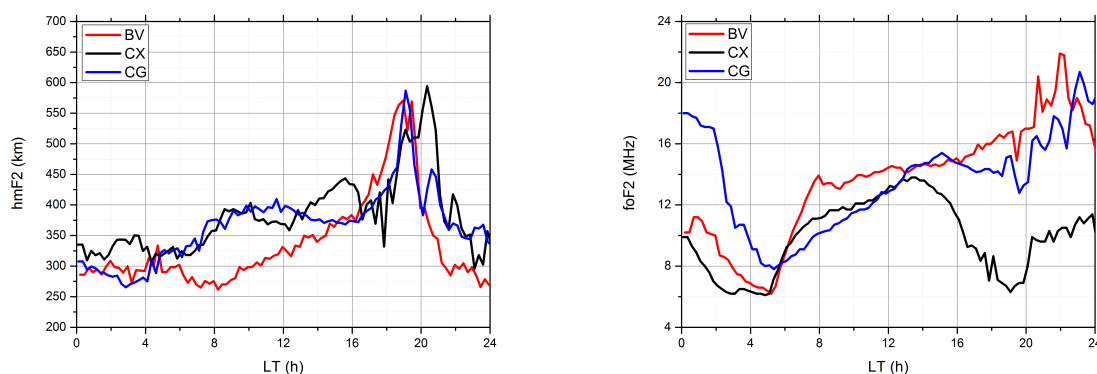 700
650
600
550
500
450
400
350
300
250
200
hmF2 (km)
BV
CX
CG
0 4 8 12 16 20 24
LT (h)
24
20
16
12
8
4
foF2 (MHz)
BV
CX
CG
0 4 8 12 16 20 24
LT (h)